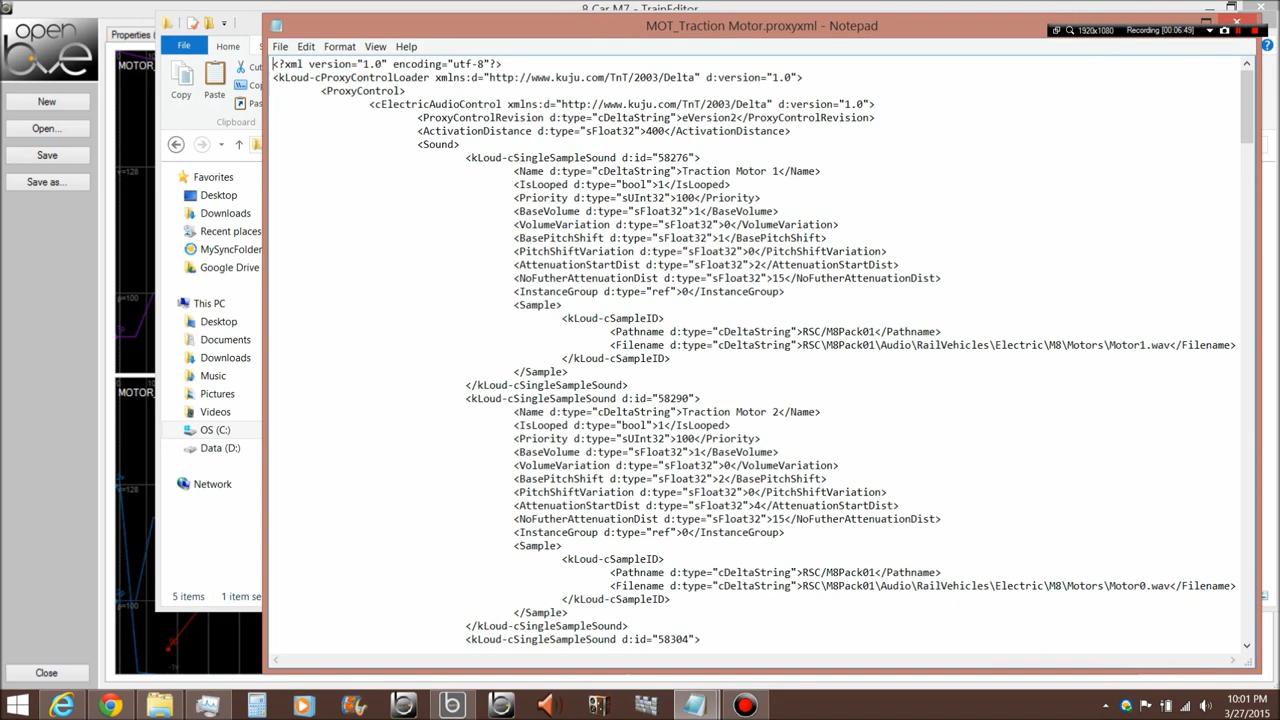 8 Car M7 - TrainEditor
MOT_Traction Motor.proxyxml - Notepad
1920x1080
Recording [00:06:49]
open
bve
New
Open...
Save
Save as...
Close
Properties
File
Home
Copy
Paste
Clipboard
Favorites
Desktop
Downloads
Recent places
MySyncFolder
Google Drive
This PC
Desktop
Documents
Downloads
Music
Pictures
Videos
OS (C:)
Data (D:)
Network
5 items
File Edit Format View Help
<?xml version="1.0" encoding="utf-8"?>
<kLoud-cProxyControlLoader xmlns:d="http://www.kuju.com/TnT/2003/Delta" d:version="1.0">
<ProxyControl>
<cElectricAudioControl xmlns:d="http://www.kuju.com/TnT/2003/Delta" d:version="1.0">
<ProxyControlRevision d:type="cDeltaString">eVersion2</ProxyControlRevision>
<ActivationDistance d:type="sFloat32">400</ActivationDistance>
<Sound>
<kLoud-cSingleSampleSound d:id="58276">
<Name d:type="cDeltaString">Traction Motor 1</Name>
<IsLooped d:type="bool">1</IsLooped>
<Priority d:type="sUInt32">100</Priority>
<BaseVolume d:type="sFloat32">1</BaseVolume>
<VolumeVariation d:type="sFloat32">0</VolumeVariation>
<BasePitchShift d:type="sFloat32">1</BasePitchShift>
<PitchShiftVariation d:type="sFloat32">0</PitchShiftVariation>
<AttenuationStartDist d:type="sFloat32">2</AttenuationStartDist>
<NoFutherAttenuationDist d:type="sFloat32">15</NoFutherAttenuationDist>
<InstanceGroup d:type="ref">0</InstanceGroup>
<Sample>
<kLoud-cSampleID>
<Pathname d:type="cDeltaString">RSC/M8Pack01</Pathname>
<Filename d:type="cDeltaString">RSC\M8Pack01\Audio\RailVehicles\Electric\M8\Motors\Motor1.wav</Filename>
</kLoud-cSampleID>
</Sample>
</kLoud-cSingleSampleSound>
<kLoud-cSingleSampleSound d:id="58290">
<Name d:type="cDeltaString">Traction Motor 2</Name>
<IsLooped d:type="bool">1</IsLooped>
<Priority d:type="sUInt32">100</Priority>
<BaseVolume d:type="sFloat32">1</BaseVolume>
<VolumeVariation d:type="sFloat32">0</VolumeVariation>
<BasePitchShift d:type="sFloat32">2</BasePitchShift>
<PitchShiftVariation d:type="sFloat32">0</PitchShiftVariation>
<AttenuationStartDist d:type="sFloat32">4</AttenuationStartDist>
<NoFutherAttenuationDist d:type="sFloat32">15</NoFutherAttenuationDist>
<InstanceGroup d:type="ref">0</InstanceGroup>
<Sample>
<kLoud-cSampleID>
<Pathname d:type="cDeltaString">RSC/M8Pack01</Pathname>
<Filename d:type="cDeltaString">RSC\M8Pack01\Audio\RailVehicles\Electric\M8\Motors\Motor0.wav</Filename>
</kLoud-cSampleID>
</Sample>
</kLoud-cSingleSampleSound>
<kLoud-cSingleSampleSound d:id="58304">
10:01 PM
3/27/2015